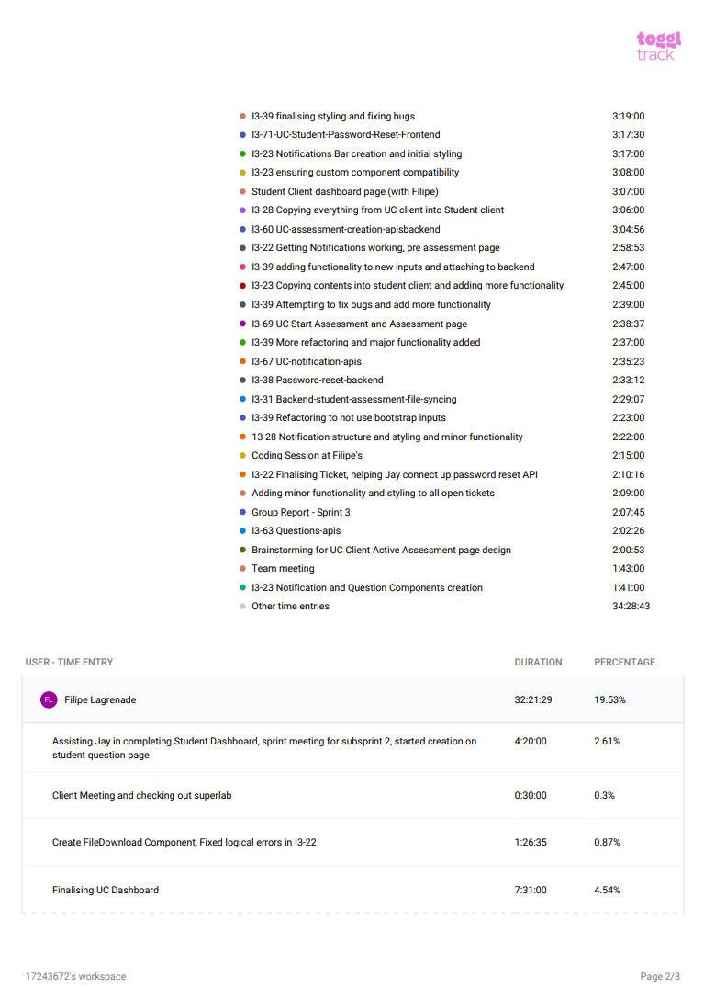 toggl
track
I3-39 finalising styling and fixing bugs 3:19:00
I3-71-UC-Student-Password-Reset-Frontend 3:17:30
I3-23 Notifications Bar creation and initial styling 3:17:00
I3-23 ensuring custom component compatibility 3:08:00
Student Client dashboard page (with Filipe) 3:07:00
I3-28 Copying everything from UC client into Student client 3:06:00
I3-60 UC-assessment-creation-apisbackend 3:04:56
I3-22 Getting Notifications working, pre assessment page 2:58:53
I3-39 adding functionality to new inputs and attaching to backend 2:47:00
I3-23 Copying contents into student client and adding more functionality 2:45:00
I3-39 Attempting to fix bugs and add more functionality 2:39:00
I3-69 UC Start Assessment and Assessment page 2:38:37
I3-39 More refactoring and major functionality added 2:37:00
I3-67 UC-notification-apis 2:35:23
I3-38 Password-reset-backend 2:33:12
I3-31 Backend-student-assessment-file-syncing 2:29:07
I3-39 Refactoring to not use bootstrap inputs 2:23:00
13-28 Notification structure and styling and minor functionality 2:22:00
Coding Session at Filipe's 2:15:00
I3-22 Finalising Ticket, helping Jay connect up password reset API 2:10:16
Adding minor functionality and styling to all open tickets 2:09:00
Group Report - Sprint 3 2:07:45
I3-63 Questions-apis 2:02:26
Brainstorming for UC Client Active Assessment page design 2:00:53
Team meeting 1:43:00
I3-23 Notification and Question Components creation 1:41:00
Other time entries 34:28:43
USER - TIME ENTRY DURATION PERCENTAGE
FL Filipe Lagrenade 32:21:29 19.53%
Assisting Jay in completing Student Dashboard, sprint meeting for subsprint 2, started creation on 4:20:00 2.61%
student question page
Client Meeting and checking out superlab 0:30:00 0.3%
Create FileDownload Component, Fixed logical errors in I3-22 1:26:35 0.87%
Finalising UC Dashboard 7:31:00 4.54%
17243672's workspace Page 2/8